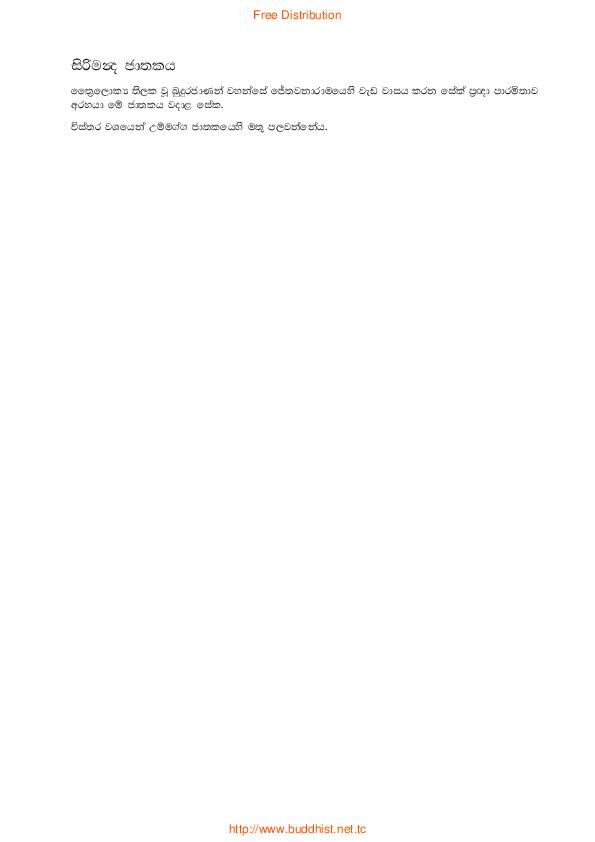 Free Distribution
සිරිමන්‍ද ජාතකය
ත්‍රෛලොක්‍ය තිලක වූ බුදුරජාණන් වහන්සේ ජේතවනාරාමයෙහි වැඩ වාසය කරන සේක් ප්‍රඥා පාරමිතාව
අරභයා මේ ජාතකය වදාළ සේක.
විස්තර වශයෙන් උම්මග්ග ජාතකයෙහි මතු පලවන්නේය.
http://www.buddhist.net.tc